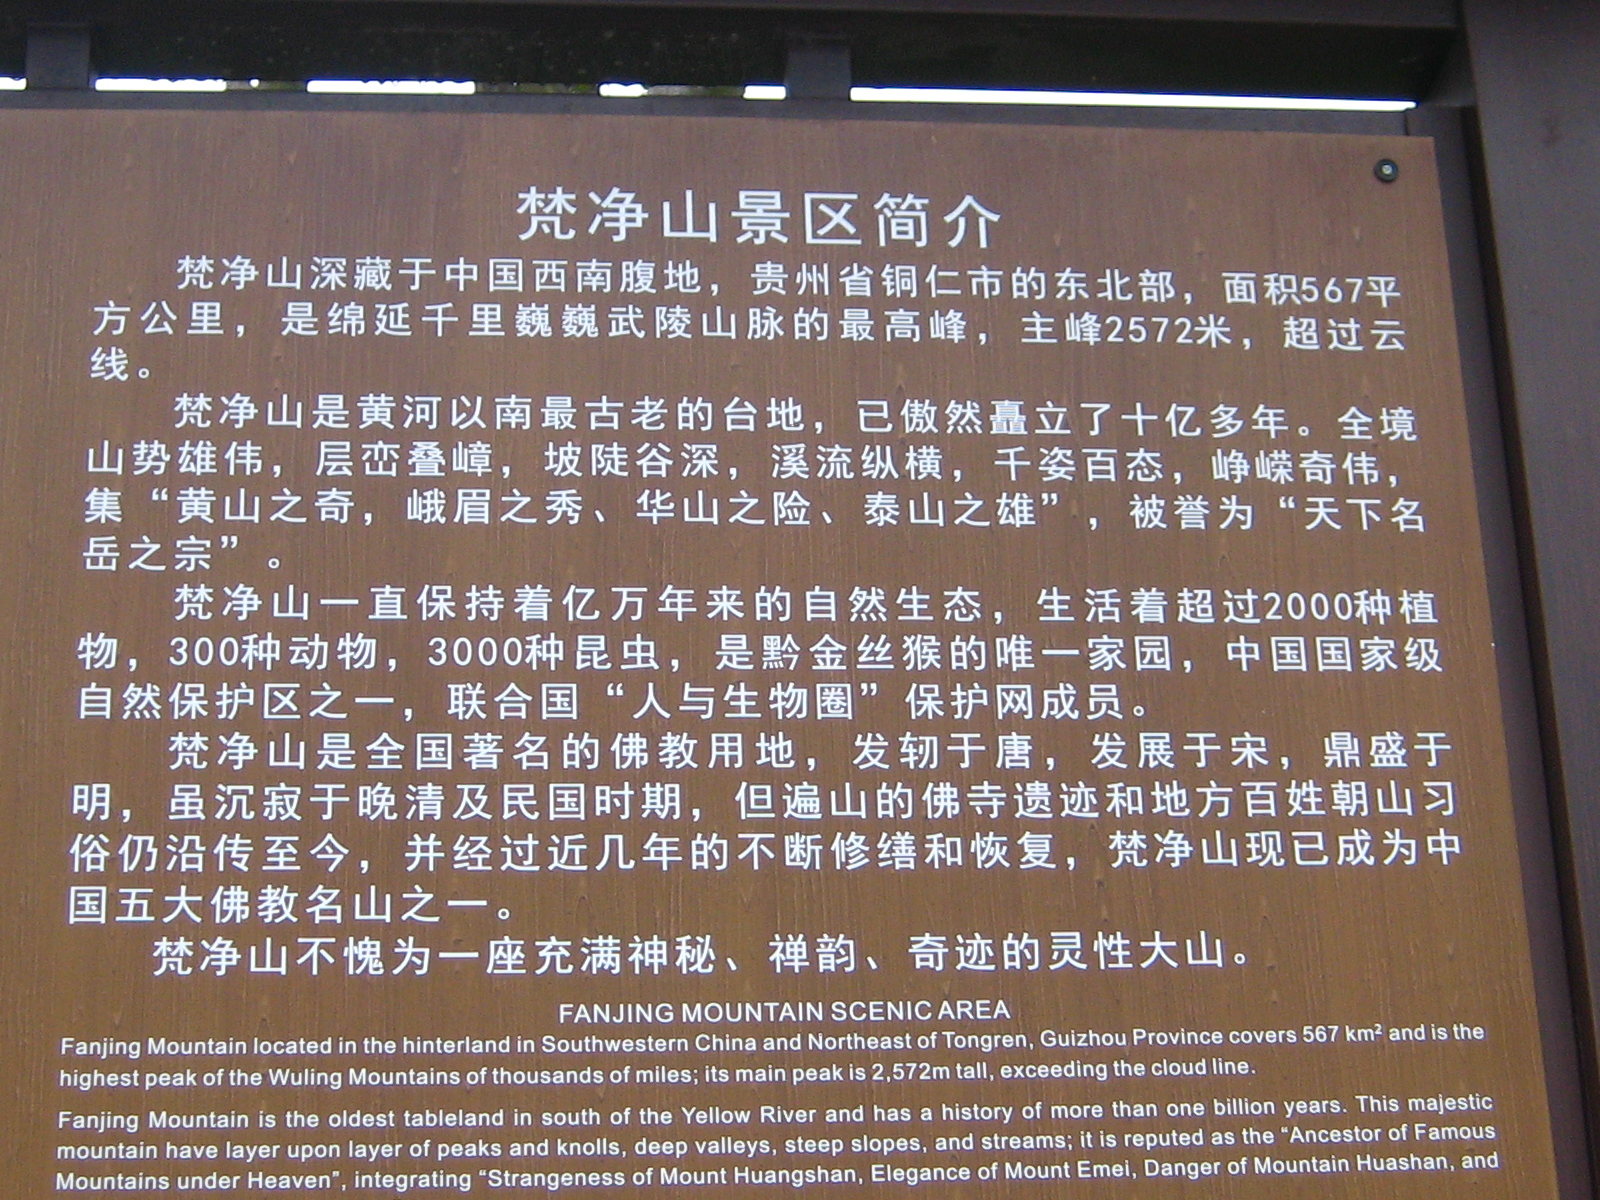 梵净山景区简介
梵净山深藏于中国西南腹地，贵州省铜仁市的东北部，面积567平
方公里，是绵延千里巍巍武陵山脉的最高峰，主峰2572米，超过云
线。
梵净山是黄河以南最古老的台地，已傲然矗立了十亿多年。全境
山势雄伟，层峦叠嶂，坡陡谷深，溪流纵横，千姿百态，峥嵘奇伟，
集“黄山之奇，峨眉之秀、华山之险、泰山之雄”，被誉为“天下名
岳之宗”。
梵净山一直保持着亿万年来的自然生态，生活着超过2000种植
物，300种动物，3000种昆虫，是黔金丝猴的唯一家园，中国国家级
自然保护区之一，联合国“人与生物圈”保护网成员。
梵净山是全国著名的佛教用地，发轫于唐，发展于宋，鼎盛于
明，虽沉寂于晚清及民国时期，但遍山的佛寺遗迹和地方百姓朝山习
俗仍沿传至今，并经过近几年的不断修缮和恢复，梵净山现已成为中
国五大佛教名山之一。
梵净山不愧为一座充满神秘、禅韵、奇迹的灵性大山。
FANJING MOUNTAIN SCENIC AREA
Fanjing Mountain located in the hinterland in Southwestern China and Northeast of Tongren, Guizhou Province covers 567 km² and is the
highest peak of the Wuling Mountains of thousands of miles; its main peak is 2,572m tall, exceeding the cloud line.
Fanjing Mountain is the oldest tableland in south of the Yellow River and has a history of more than one billion years. This majestic
mountain have layer upon layer of peaks and knolls, deep valleys, steep slopes, and streams; it is reputed as the “Ancestor of Famous
Mountains under Heaven”, integrating “Strangeness of Mount Huangshan, Elegance of Mount Emei, Danger of Mountain Huashan, and